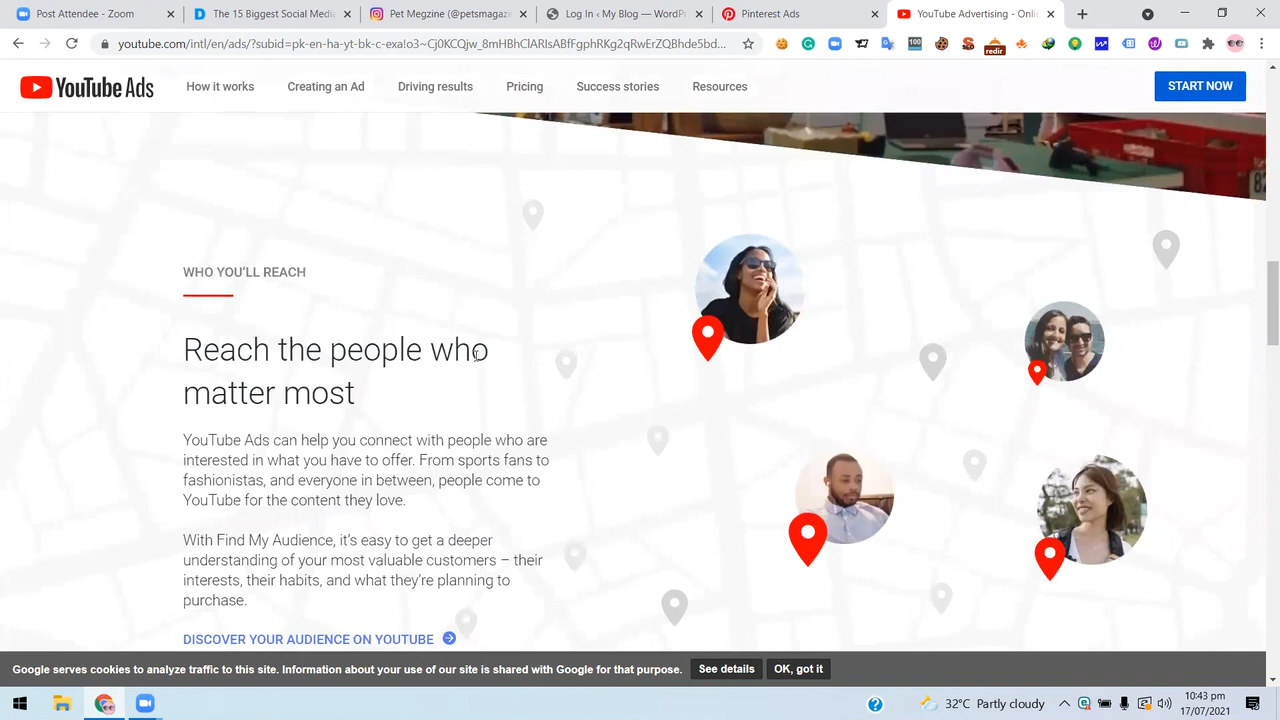 Post Attendee - Zoom
The 15 Biggest Social Media
Pet Megzine (@petsmagazin
Log In ‹ My Blog — WordPr
Pinterest Ads
YouTube Advertising - Onli
youtube.com/intl/en_ha/ads/?subid=ww-en-ha-yt-b-a-c-exa!o3~Cj0KCQjw_8mHBhClARIsABfFgphRKg2qRwErZQBhde5bd...
100
redir
YouTube Ads
How it works
Creating an Ad
Driving results
Pricing
Success stories
Resources
START NOW
WHO YOU'LL REACH
Reach the people who
matter most
YouTube Ads can help you connect with people who are
interested in what you have to offer. From sports fans to
fashionistas, and everyone in between, people come to
YouTube for the content they love.
With Find My Audience, it's easy to get a deeper
understanding of your most valuable customers – their
interests, their habits, and what they're planning to
purchase.
DISCOVER YOUR AUDIENCE ON YOUTUBE
Google serves cookies to analyze traffic to this site. Information about your use of our site is shared with Google for that purpose.
See details
OK, got it
32°C Partly cloudy
10:43 pm
17/07/2021